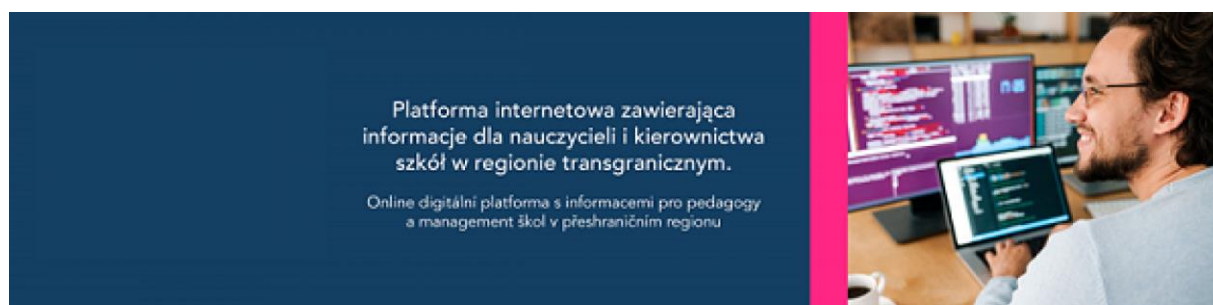 Platforma internetowa zawierająca
informacje dla nauczycieli i kierownictwa
szkół w regionie transgranicznym.
Online digitální platforma s informacemi pro pedagogy
a management škol v přeshraničním regionu